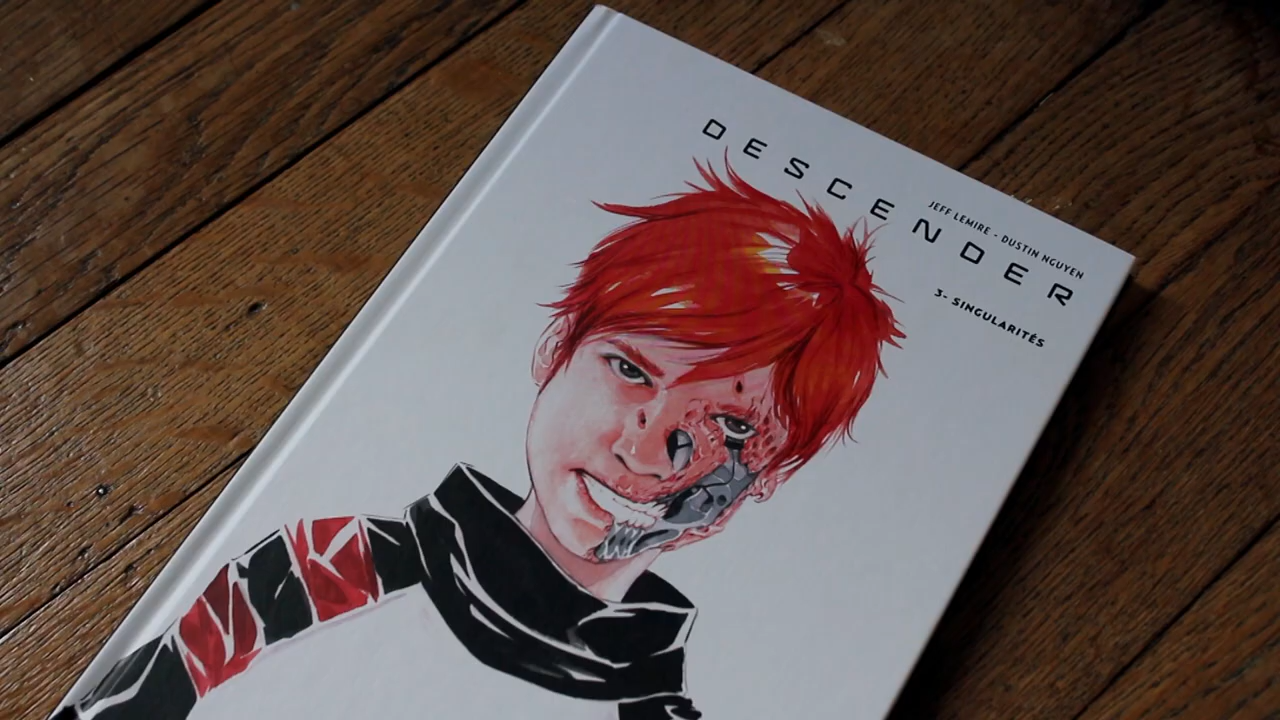 DESCENDER
JEFF LEMIRE - DUSTIN NGUYEN
3- SINGULARITÉS